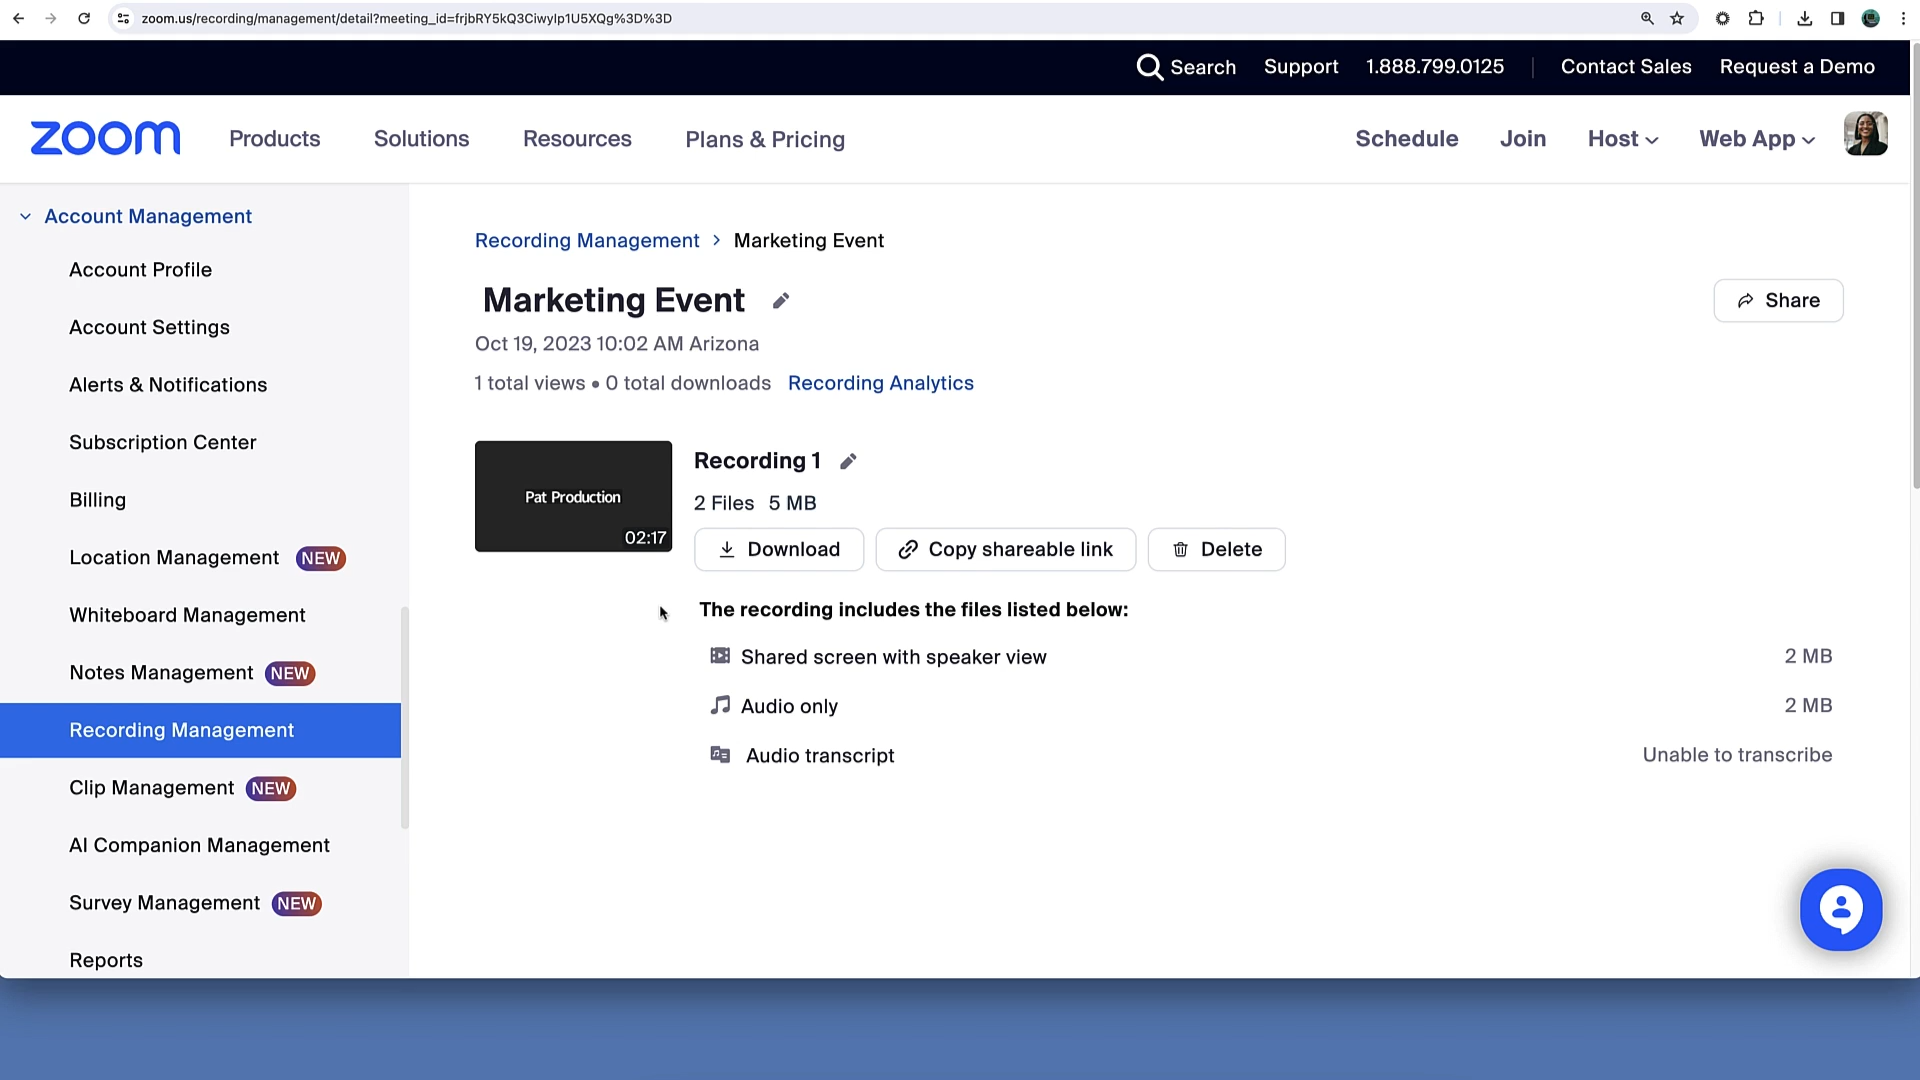 zoom.us/recording/management/detail?meeting_id=frjbRY5kQ3CiwyIp1U5XQg%3D%3D
Search Support 1.888.799.0125 Contact Sales Request a Demo
zoom Products Solutions Resources Plans & Pricing Schedule Join Host Web App
Account Management
Account Profile
Account Settings
Alerts & Notifications
Subscription Center
Billing
Location Management NEW
Whiteboard Management
Notes Management NEW
Recording Management
Clip Management NEW
AI Companion Management
Survey Management NEW
Reports
Recording Management > Marketing Event
Marketing Event
Share
Oct 19, 2023 10:02 AM Arizona
1 total views • 0 total downloads Recording Analytics
Pat Production
02:17
Recording 1
2 Files 5 MB
Download Copy shareable link Delete
The recording includes the files listed below:
Shared screen with speaker view 2 MB
Audio only 2 MB
Audio transcript Unable to transcribe